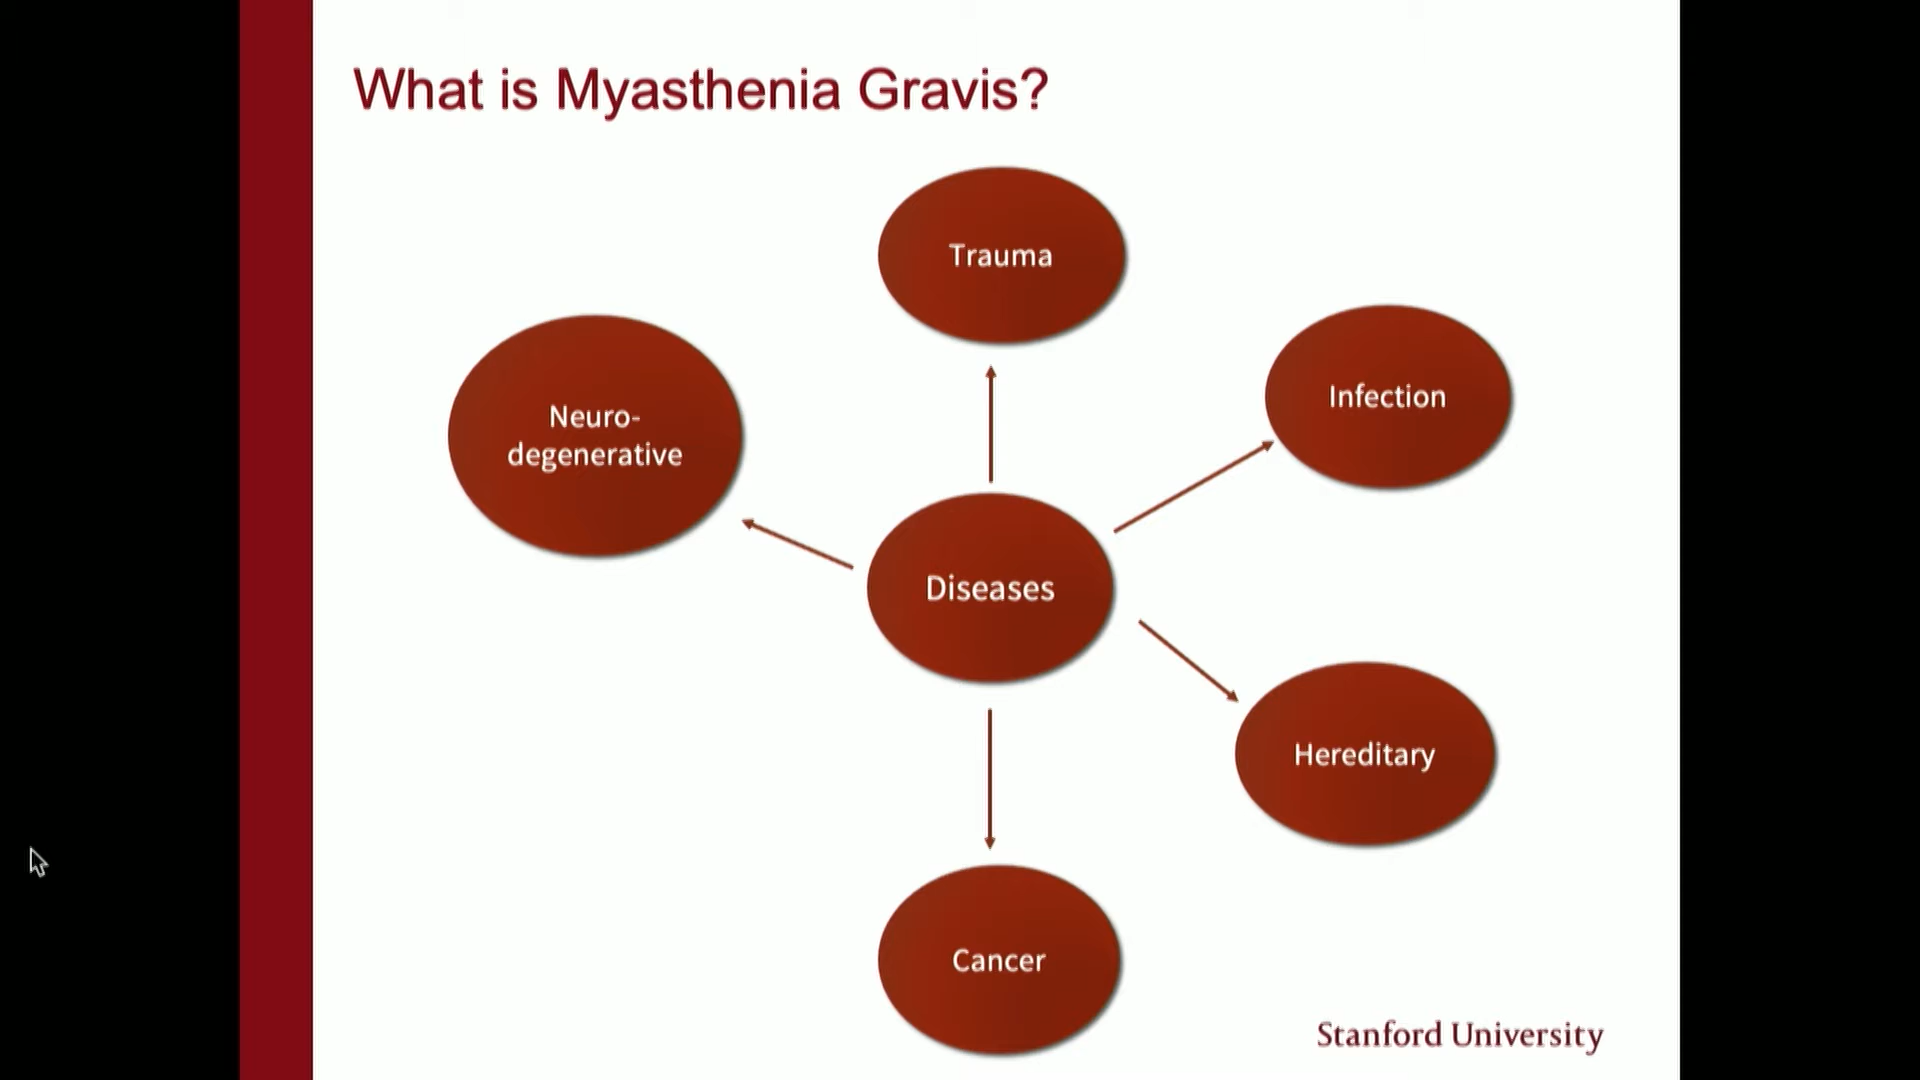 What is Myasthenia Gravis?
Trauma
Infection
Neuro-
degenerative
Diseases
Hereditary
Cancer
Stanford University